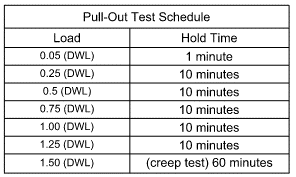 Pull-Out Test Schedule
Load Hold Time
0.05 (DWL) 1 minute
0.25 (DWL) 10 minutes
0.5 (DWL) 10 minutes
0.75 (DWL) 10 minutes
1.00 (DWL) 10 minutes
1.25 (DWL) 10 minutes
1.50 (DWL) (creep test) 60 minutes